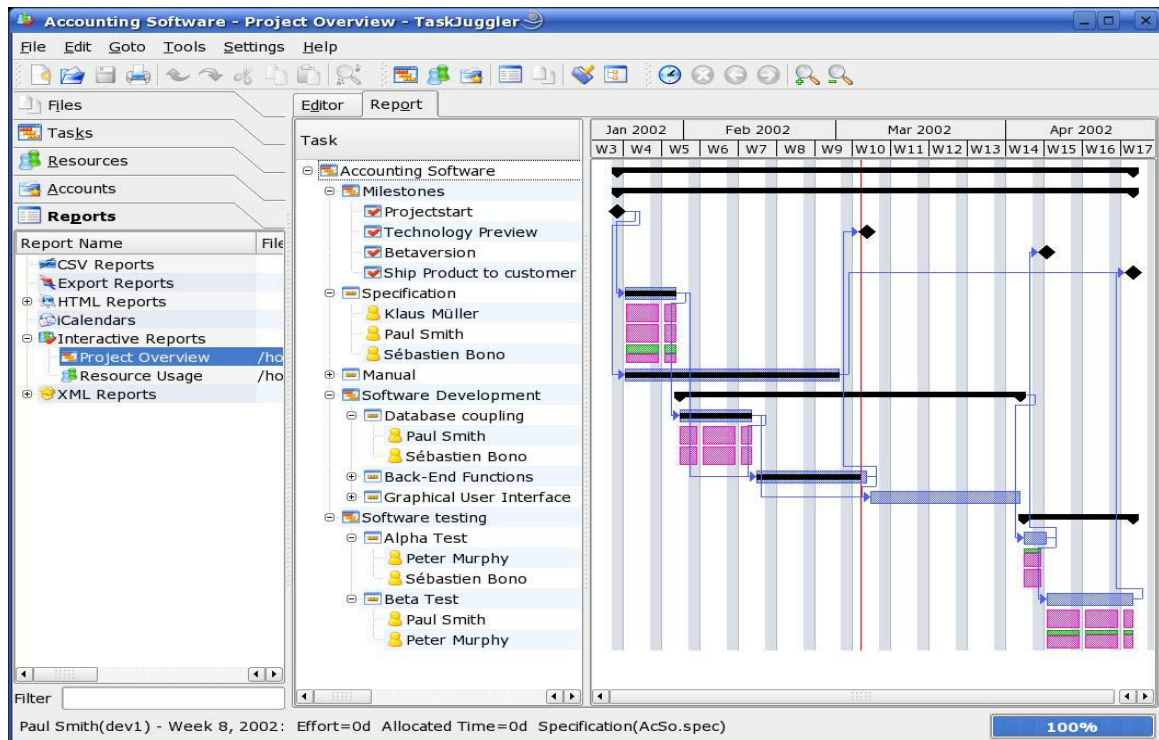 Accounting Software - Project Overview - TaskJuggler
File Edit Goto Tools Settings Help
Files
Tasks
Resources
Accounts
Reports
Report Name File
CSV Reports
Export Reports
HTML Reports
iCalendars
Interactive Reports
Project Overview /ho
Resource Usage /ho
XML Reports
Filter
Editor Report
Task
Accounting Software
Milestones
Projectstart
Technology Preview
Betaversion
Ship Product to customer
Specification
Klaus Müller
Paul Smith
Sébastien Bono
Manual
Software Development
Database coupling
Paul Smith
Sébastien Bono
Back-End Functions
Graphical User Interface
Software testing
Alpha Test
Peter Murphy
Sébastien Bono
Beta Test
Paul Smith
Peter Murphy
Jan 2002 Feb 2002 Mar 2002 Apr 2002
W3 W4 W5 W6 W7 W8 W9 W10 W11 W12 W13 W14 W15 W16 W17
Paul Smith(dev1) - Week 8, 2002: Effort=0d Allocated Time=0d Specification(AcSo.spec)
100%